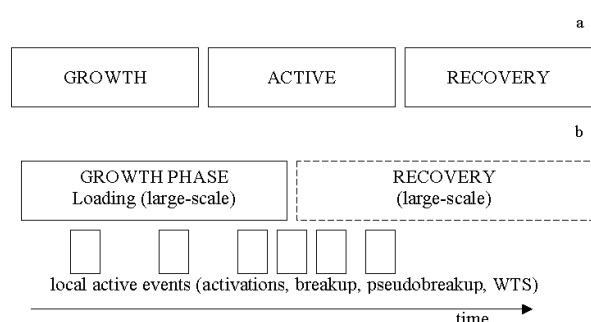 a
GROWTH ACTIVE RECOVERY
b
GROWTH PHASE RECOVERY
Loading (large-scale) (large-scale)
local active events (activations, breakup, pseudobreakup, WTS)
time